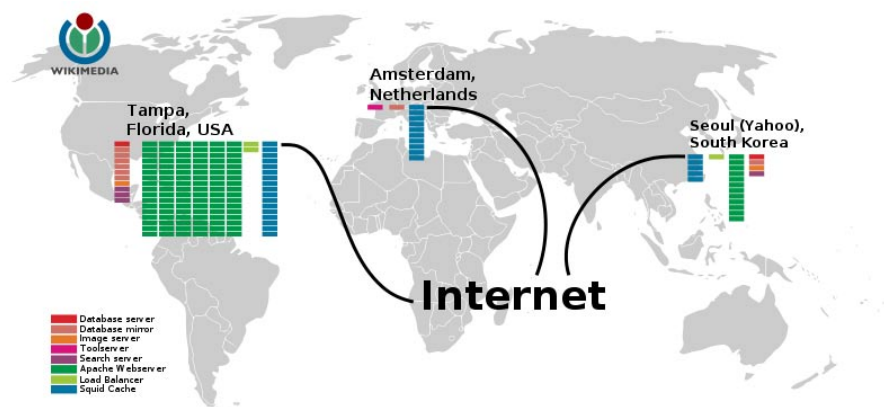 WIKIMEDIA
Tampa,
Florida, USA
Amsterdam,
Netherlands
Seoul (Yahoo),
South Korea
Internet
Database server
Database mirror
Image server
Toolserver
Search server
Apache Webserver
Load Balancer
Squid Cache